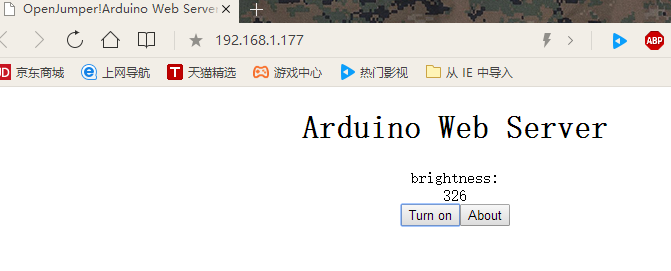 OpenJumper!Arduino Web Server
192.168.1.177
ABP
JD 京东商城 上网导航 T 天猫精选 游戏中心 热门影视 从 IE 中导入
Arduino Web Server
brightness:
326
Turn on About